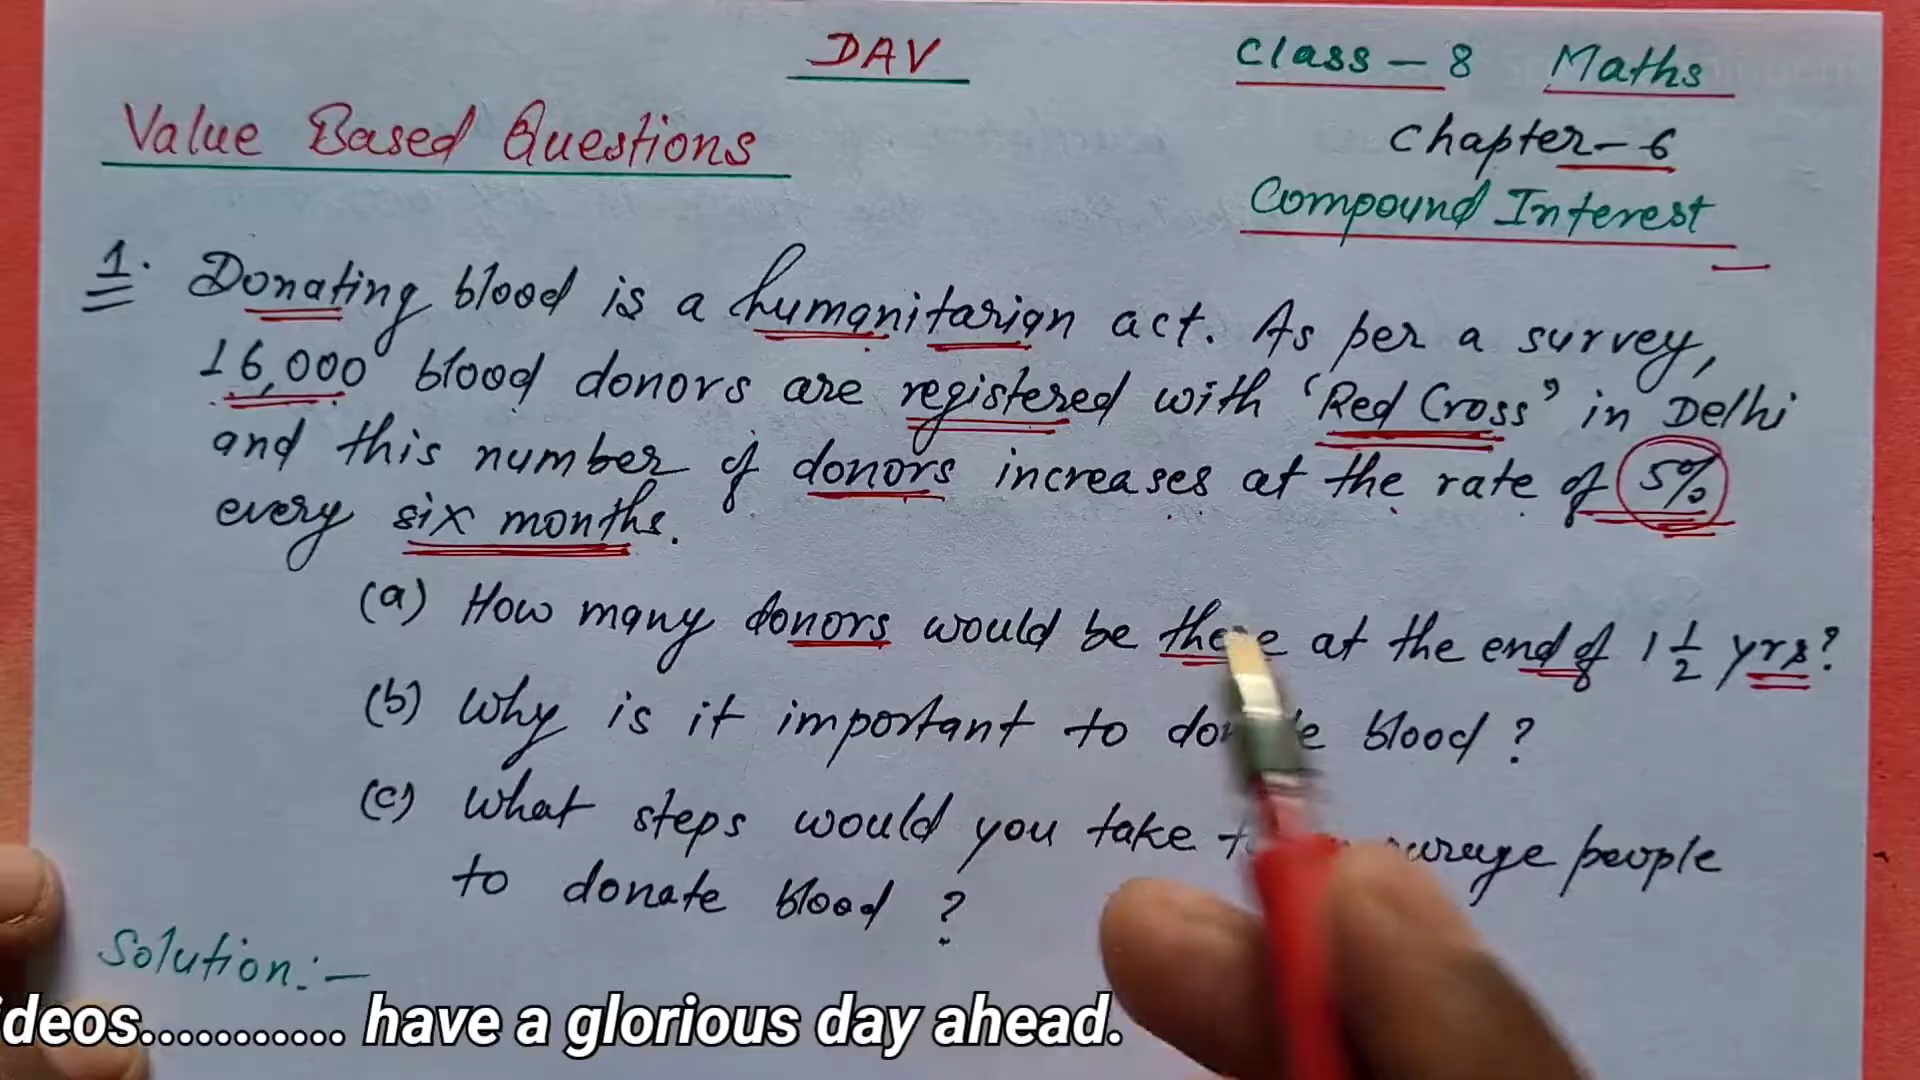 DAV
Class - 8 Maths
Value Based Questions
Chapter - 6
Compound Interest
1. Donating blood is a humanitarian act. As per a survey,
16,000 blood donors are registered with 'Red Cross' in Delhi
and this number of donors increases at the rate of 5%
every six months.
(a) How many donors would be there at the end of 1 1/2 yrs?
(b) Why is it important to blood ?
(c) What steps would you take people
to donate blood ?
Solution:-
ideos........... have a glorious day ahead.